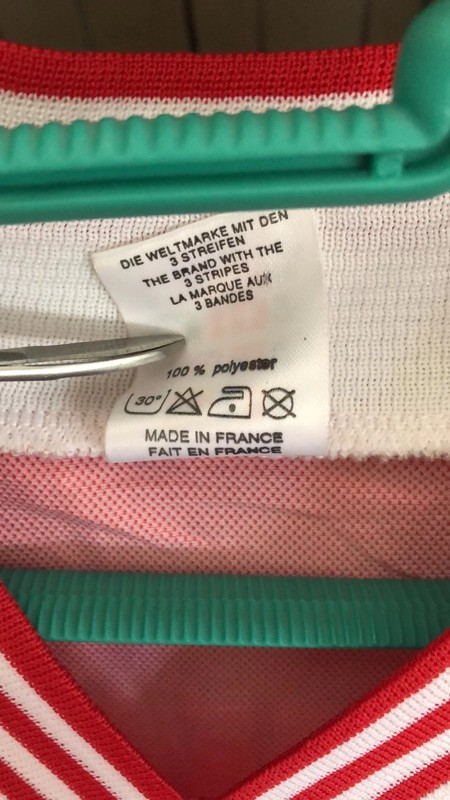 DIE WELTMARKE MIT DEN
3 STREIFEN
THE BRAND WITH THE
3 STRIPES
LA MARQUE AUX
3 BANDES
100 % polyester
30°
MADE IN FRANCE
FAIT EN FRANCE